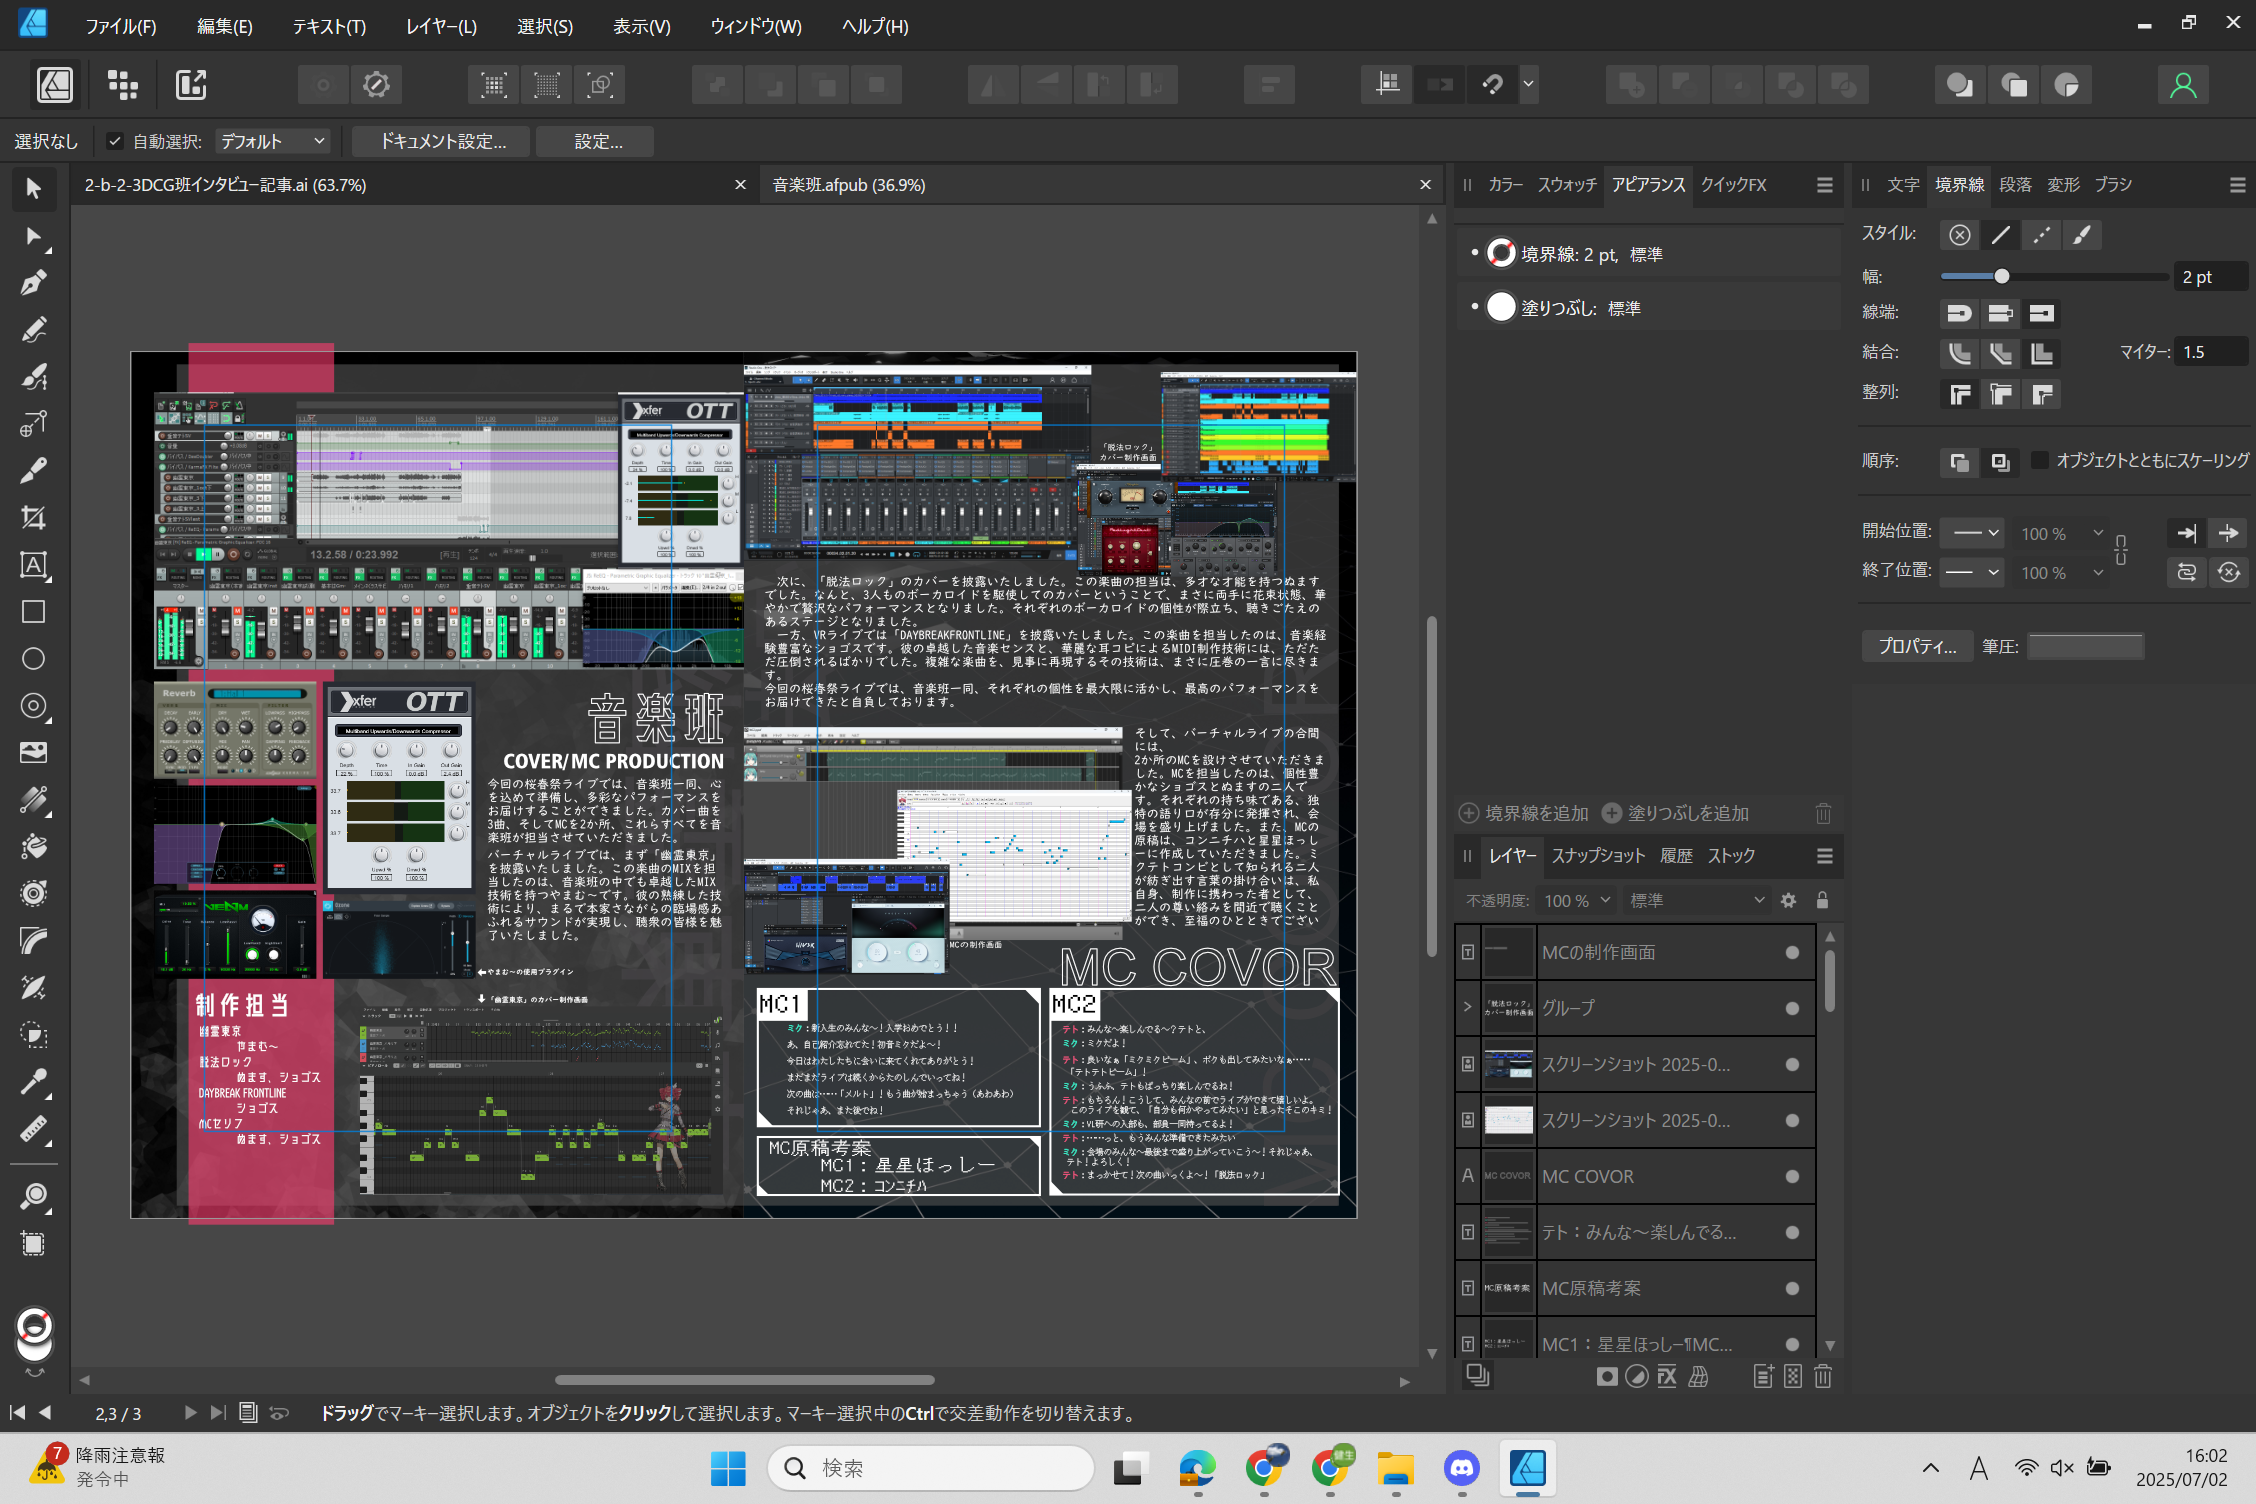 ファイル(F) 編集(E) テキスト(T) レイヤー(L) 選択(S) 表示(V) ウィンドウ(W) ヘルプ(H)
選択なし 自動選択: デフォルト ドキュメント設定... 設定...
2-b-2-3DCG班インタビュー記事.ai (63.7%)
音楽班.afpub (36.9%)
カラー スウォッチ アピアランス クイックFX
境界線: 2 pt, 標準
塗りつぶし: 標準
境界線を追加 塗りつぶしを追加
文字 境界線 段落 変形 ブラシ
スタイル:
幅: 2 pt
線端:
結合: マイター: 1.5
整列:
順序: オブジェクトとともにスケーリング
開始位置: 100 %
終了位置: 100 %
プロパティ... 筆圧:
レイヤー スナップショット 履歴 ストック
不透明度: 100 % 標準
MCの制作画面
グループ
スクリーンショット 2025-0...
スクリーンショット 2025-0...
MC COVOR
テト：みんな～楽しんでる...
MC原稿考案
MC1：星星ほっしー¶MC...
xfer OTT
Multiband Upwards/Downwards Compressor
13.2.58 / 0:23.992
Reverb
xfer OTT
Multiband Upwards/Downwards Compressor
Depth Time In Gain Out Gain
音楽班
COVER/MC PRODUCTION
今回の桜春祭ライブでは、音楽班一同、心
を込めて準備し、多彩なパフォーマンスを
お届けすることができました。カバー曲を
3曲、そしてMCを2か所、これらすべてを音
楽班が担当させていただきました。
バーチャルライブでは、まず「幽霊東京」
を披露いたしました。この楽曲のMIXを担
当したのは、音楽班の中でも卓越したMIX
技術を持つやまむ～です。彼の熟練した技
術により、まるで本家さながらの臨場感あ
ふれるサウンドが実現し、聴衆の皆様を魅
了いたしました。
やまむ～の使用プラグイン
「幽霊東京」のカバー制作画面
制作担当
幽霊東京
やまむ～
脱法ロック
ぬます、ショゴス
DAYBREAK FRONTLINE
ショゴス
MCセリフ
ぬます、ショゴス
「脱法ロック」
カバー制作画面
次に、「脱法ロック」のカバーを披露いたしました。この楽曲の担当は、多才な才能を持つぬます
でした。なんと、3人ものボーカロイドを駆使してのカバーということで、まさに両手に花束状態、華
やかで贅沢なパフォーマンスとなりました。それぞれのボーカロイドの個性が際立ち、聴きごたえの
あるステージとなりました。
一方、VRライブでは「DAYBREAKFRONTLINE」を披露いたしました。この楽曲を担当したのは、音楽経
験豊富なショゴスです。彼の卓越した音楽センスと、華麗な耳コピによるMIDI制作技術には、ただた
だ圧倒されるばかりでした。複雑な楽曲を、見事に再現するその技術は、まさに圧巻の一言に尽きま
す。
今回の桜春祭ライブでは、音楽班一同、それぞれの個性を最大限に活かし、最高のパフォーマンスを
お届けできたと自負しております。
そして、バーチャルライブの合間
には、
2か所のMCを設けさせていただきま
した。MCを担当したのは、個性豊
かなショゴスとぬますの二人で
す。それぞれの持ち味である、独
特の語り口が存分に発揮され、会
場を盛り上げました。また、MCの
原稿は、コンニチハと星星ほっし
ーに作成していただきました。ミ
クテトコンビとして知られる二人
が紡ぎ出す言葉の掛け合いは、私
自身、制作に携わった者として、
二人の尊い絡みを間近で聴くこと
ができ、至福のひとときでござい
MCの制作画面
MC COVOR
MC1
ミク：新入生のみんな～！入学おめでとう！！
あ、自己紹介忘れてた！初音ミクだよ～！
今日はわたしたちに会いに来てくれてありがとう！
まだまだライブは続くからたのしんでいってね！
次の曲は……「メルト」！もう曲が始まっちゃう（あわあわ）
それじゃあ、また後でね！
MC原稿考案
MC1：星星ほっしー
MC2：コンニチハ
MC2
テト：みんな～楽しんでる～？テトと、
ミク：ミクだよ！
テト：良いなぁ「ミクミクビーム」、ボクも出してみたいなぁ……
「テトテトビーム」！
ミク：うふふ、テトもばっちり楽しんでるね！
テト：もちろん！こうして、みんなの前でライブができて嬉しいよ。
このライブを観て、「自分も何かやってみたい」と思ったそこのキミ！
ミク：VL研への入部も、部員一同待ってるよ！
テト：……っと、もうみんな準備できたみたい
ミク：会場のみんな～最後まで盛り上がっていこう～！それじゃあ、
テト！よろしく！
テト：まっかせて！次の曲いっくよ～！「脱法ロック」
2,3 / 3
ドラッグでマーキー選択します。オブジェクトをクリックして選択します。マーキー選択中のCtrlで交差動作を切り替えます。
7 降雨注意報
発令中
検索
健生
A
16:02
2025/07/02